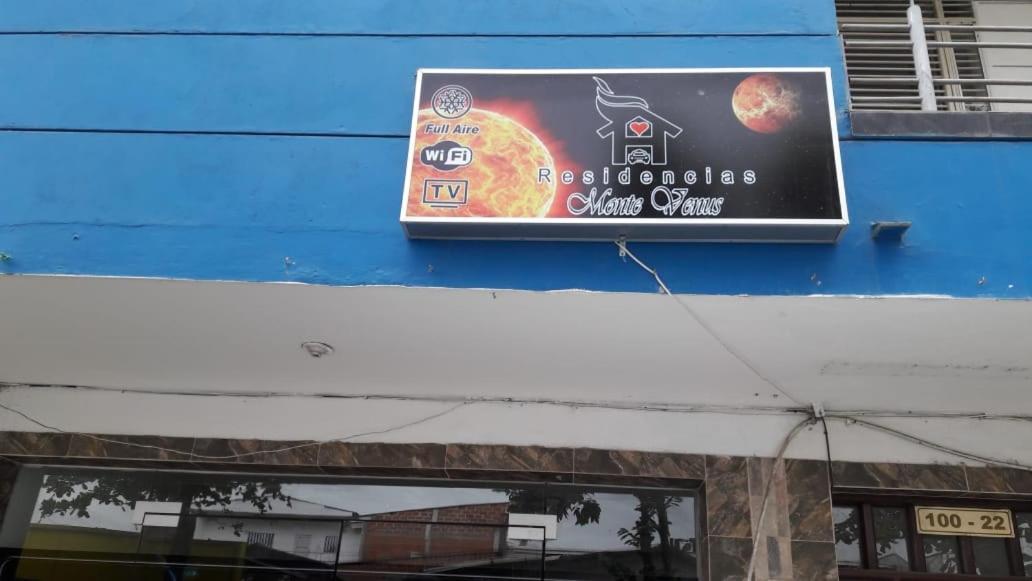 Full Aire
WiFi
TV
Residencias
Monte Venus
100 - 22